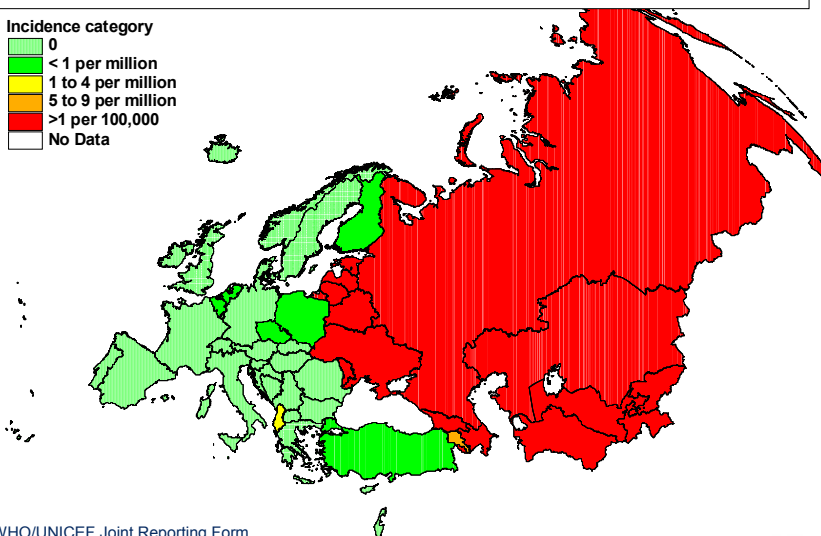 Incidence category
0
< 1 per million
1 to 4 per million
5 to 9 per million
>1 per 100,000
No Data
WHO/UNICEF Joint Reporting Form